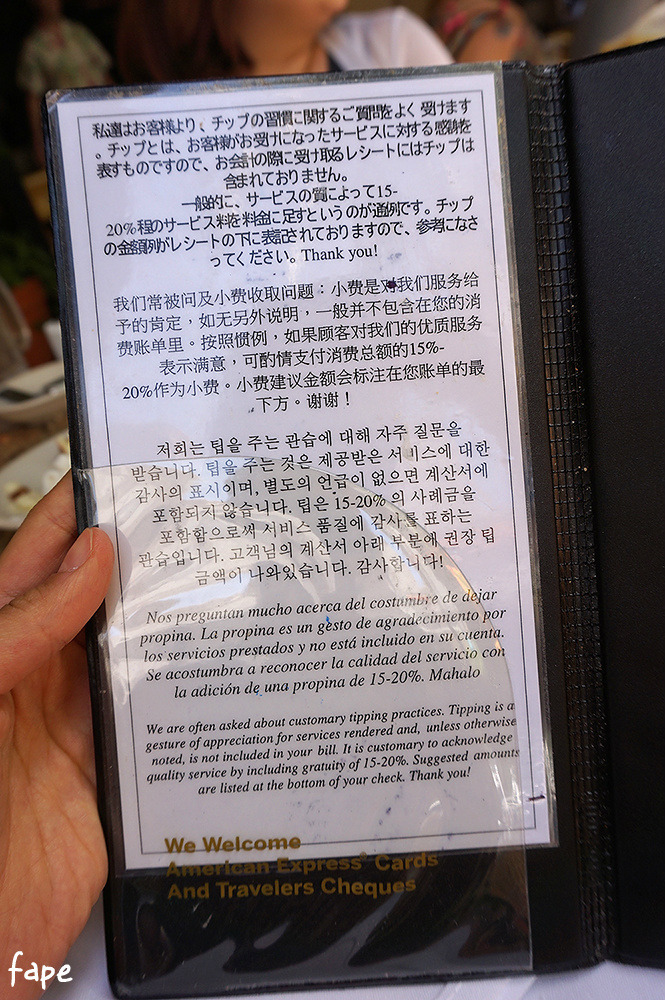 私達はお客様より、チップの習慣に関するご質問をよく受けます
。チップとは、お客様がお受けになったサービスに対する感謝を
表すものですので、お会計の際に受け取るレシートにはチップは
含まれておりません。
一般的に、サービスの質によって15-
20%程のサービス料を料金に足すというのが通例です。チップ
の金額例がレシートの下に表記されておりますので、参考になさ
ってください。Thank you!
我们常被问及小费收取问题：小费是对我们服务给
予的肯定，如无另外说明，一般并不包含在您的消
费账单里。按照惯例，如果顾客对我们的优质服务
表示满意，可酌情支付消费总额的15%-
20%作为小费。小费建议金额会标注在您账单的最
下方。谢谢！
저희는 팁을 주는 관습에 대해 자주 질문을
받습니다. 팁을 주는 것은 제공받은 서비스에 대한
감사의 표시이며, 별도의 언급이 없으면 계산서에
포함되지 않습니다. 팁은 15-20% 의 사례금을
포함함으로써 서비스 품질에 감사를 표하는
관습입니다. 고객님의 계산서 아래 부분에 권장 팁
금액이 나와있습니다. 감사합니다!
Nos preguntan mucho acerca del costumbre de dejar
propina. La propina es un gesto de agradecimiento por
los servicios prestados y no está incluido en su cuenta.
Se acostumbra a reconocer la calidad del servicio con
la adición de una propina de 15-20%. Mahalo
We are often asked about customary tipping practices. Tipping is a
gesture of appreciation for services rendered and, unless otherwise
noted, is not included in your bill. It is customary to acknowledge
quality service by including gratuity of 15-20%. Suggested amounts
are listed at the bottom of your check. Thank you!
We Welcome
American Express® Cards
And Travelers Cheques
fape